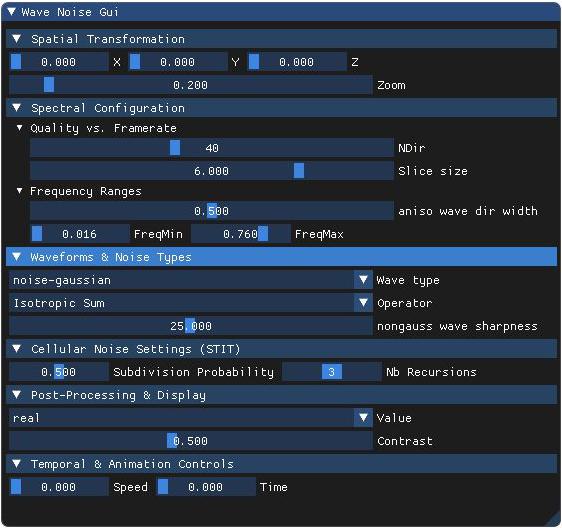 Wave Noise Gui
Spatial Transformation
0.000 X 0.000 Y 0.000 Z
0.200 Zoom
Spectral Configuration
Quality vs. Framerate
40 NDir
6.000 Slice size
Frequency Ranges
0.500 aniso wave dir width
0.016 FreqMin 0.760 FreqMax
Waveforms & Noise Types
noise-gaussian Wave type
Isotropic Sum Operator
25.000 nongauss wave sharpness
Cellular Noise Settings (STIT)
0.500 Subdivision Probability 3 Nb Recursions
Post-Processing & Display
real Value
0.500 Contrast
Temporal & Animation Controls
0.000 Speed 0.000 Time